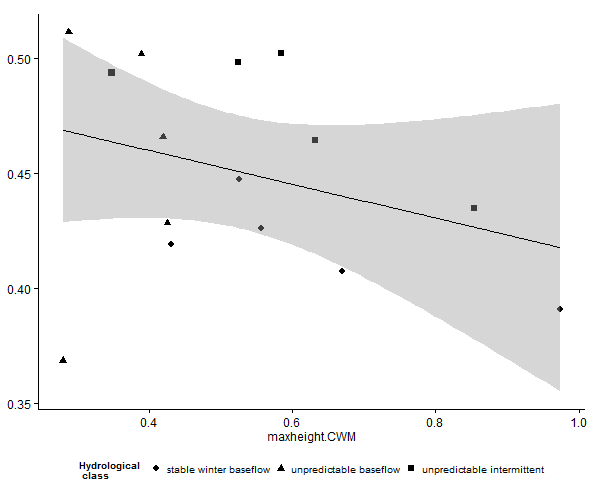 0.50
0.45
0.40
0.35
0.4 0.6 0.8 1.0
maxheight.CWM
Hydrological
class
stable winter baseflow unpredictable baseflow unpredictable intermittent